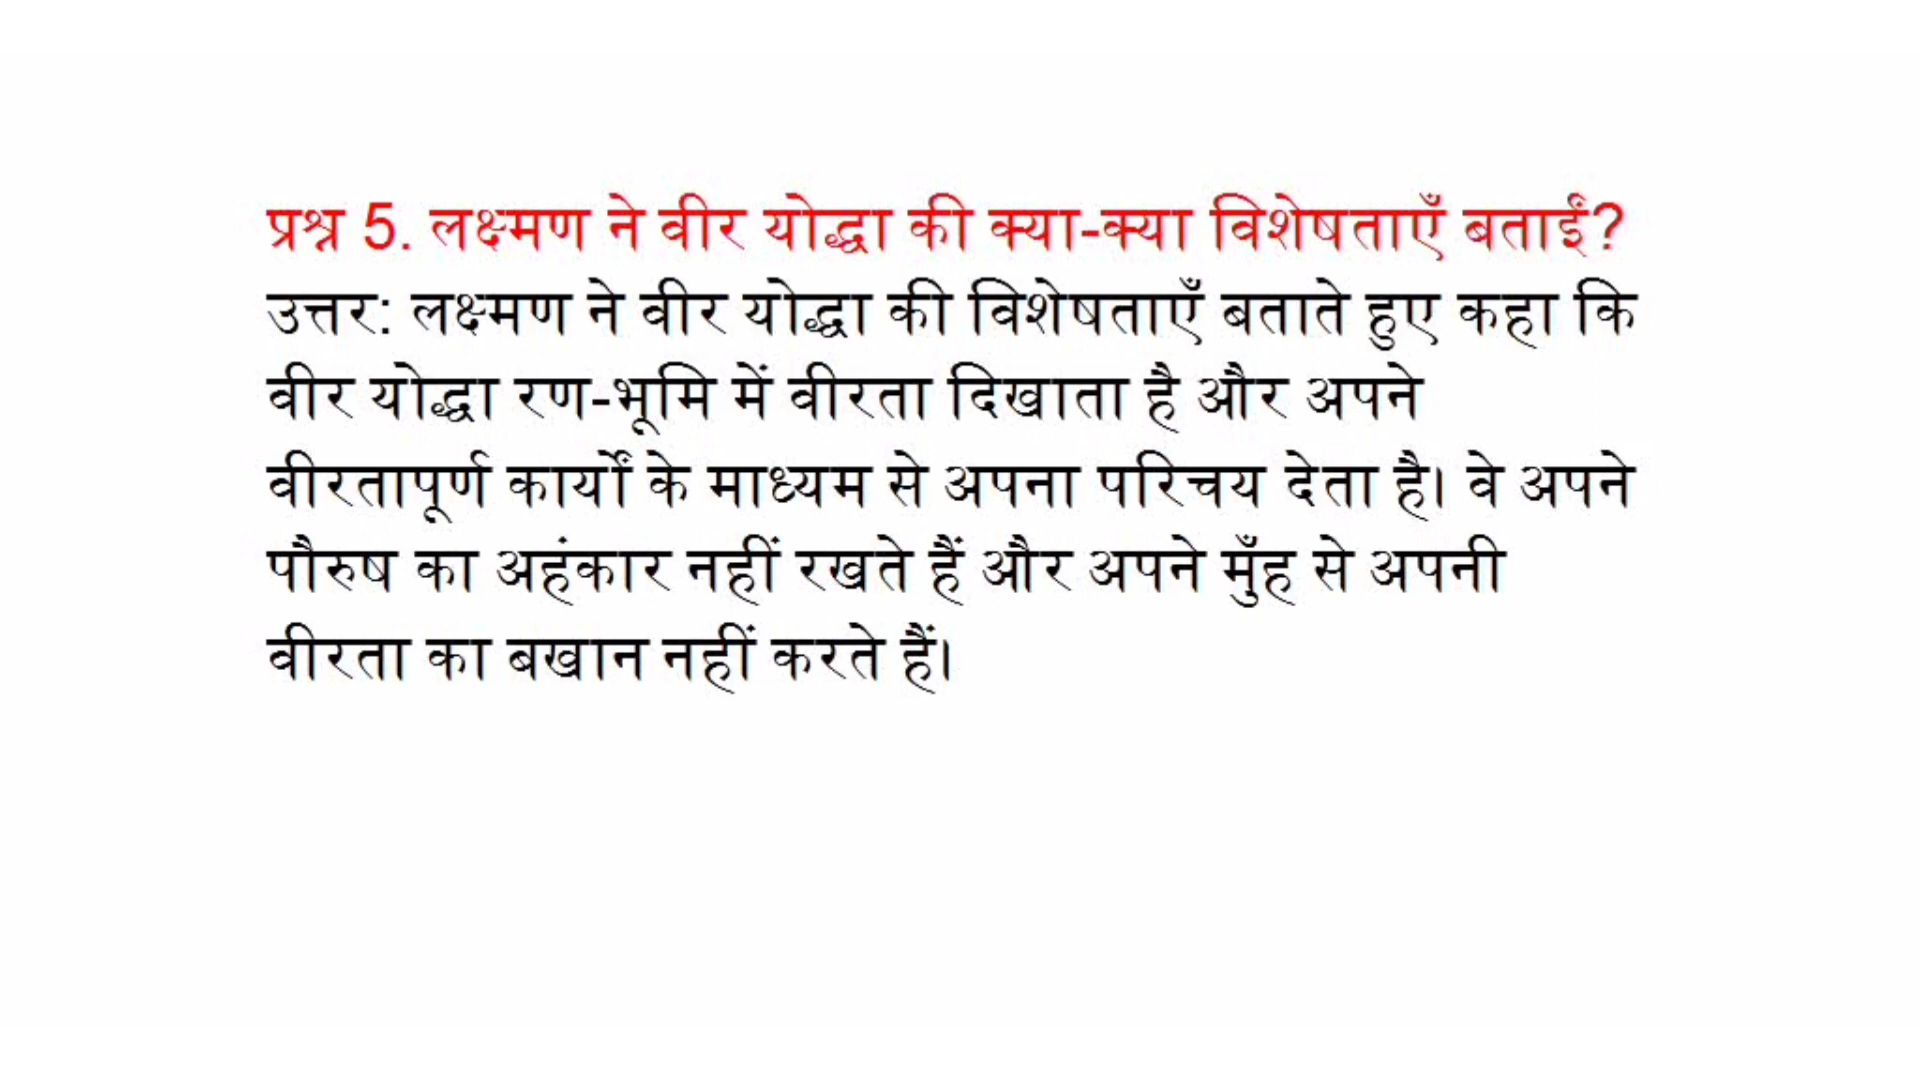 प्रश्न 5. लक्ष्मण ने वीर योद्धा की क्या-क्या विशेषताएँ बताईं?
उत्तर: लक्ष्मण ने वीर योद्धा की विशेषताएँ बताते हुए कहा कि
वीर योद्धा रण-भूमि में वीरता दिखाता है और अपने
वीरतापूर्ण कार्यों के माध्यम से अपना परिचय देता है। वे अपने
पौरुष का अहंकार नहीं रखते हैं और अपने मुँह से अपनी
वीरता का बखान नहीं करते हैं।